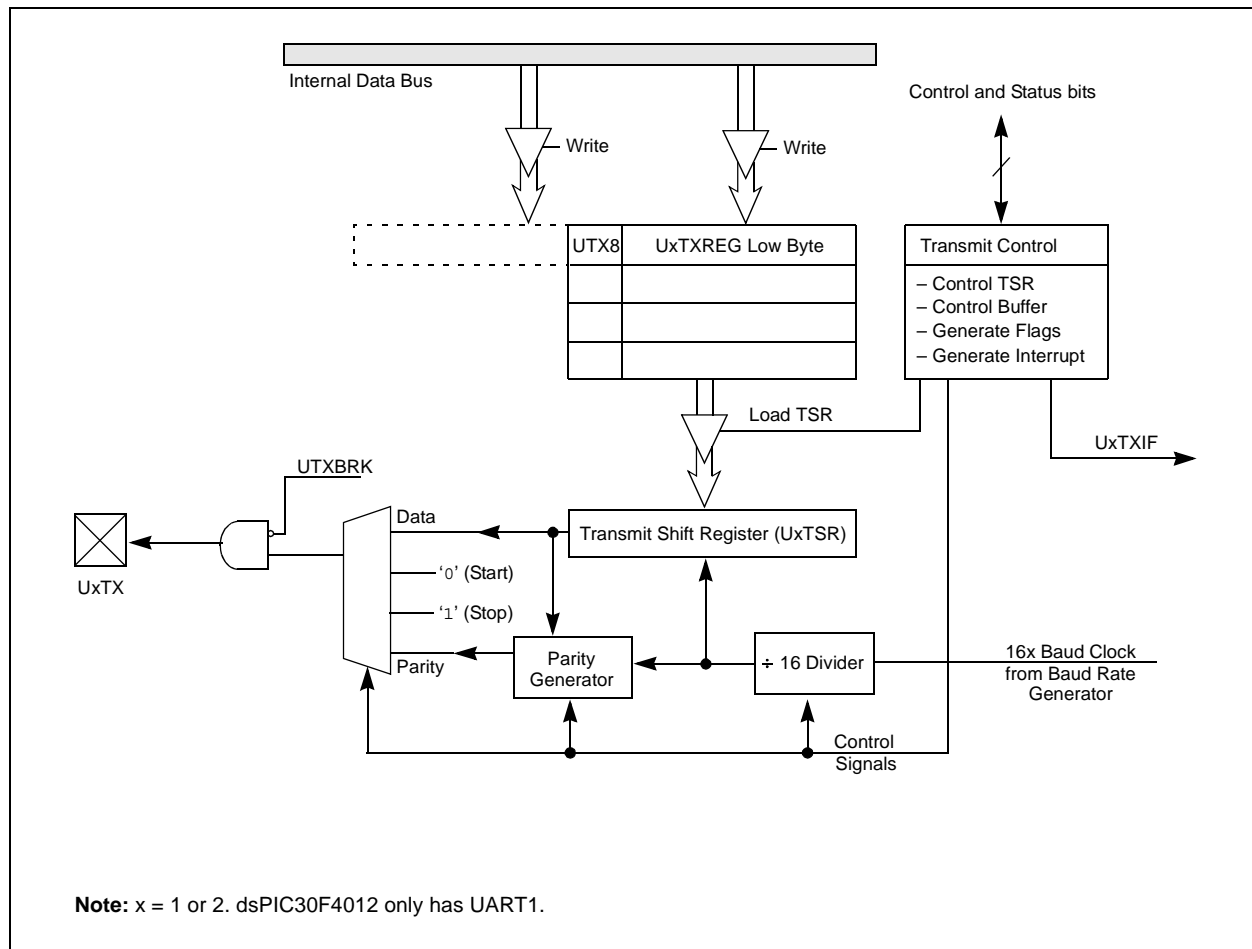 Internal Data Bus
Control and Status bits
Write
Write
UTX8
UxTXREG Low Byte
Transmit Control
– Control TSR
– Control Buffer
– Generate Flags
– Generate Interrupt
Load TSR
UxTXIF
UTXBRK
Data
Transmit Shift Register (UxTSR)
UxTX
‘0’ (Start)
‘1’ (Stop)
Parity
Parity
Generator
÷ 16 Divider
16x Baud Clock
from Baud Rate
Generator
Control
Signals
Note: x = 1 or 2. dsPIC30F4012 only has UART1.